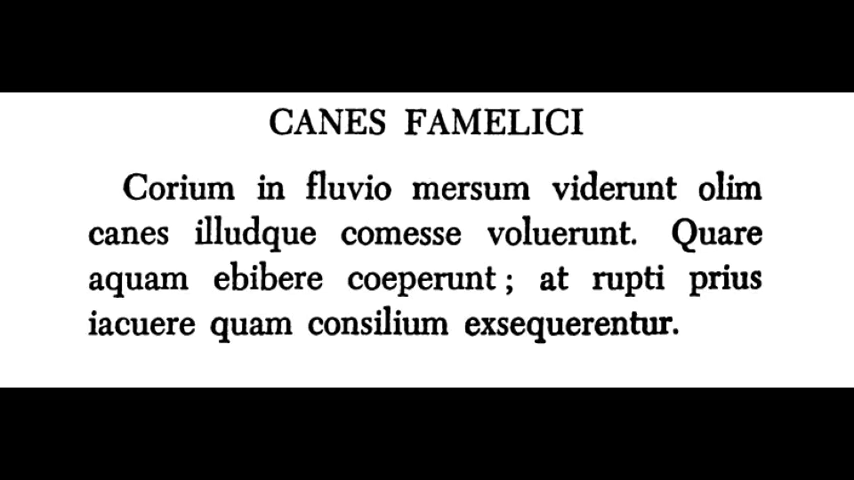 CANES FAMELICI
Corium in fluvio mersum viderunt olim
canes illudque comesse voluerunt. Quare
aquam ebibere coeperunt; at rupti prius
iacuere quam consilium exsequerentur.